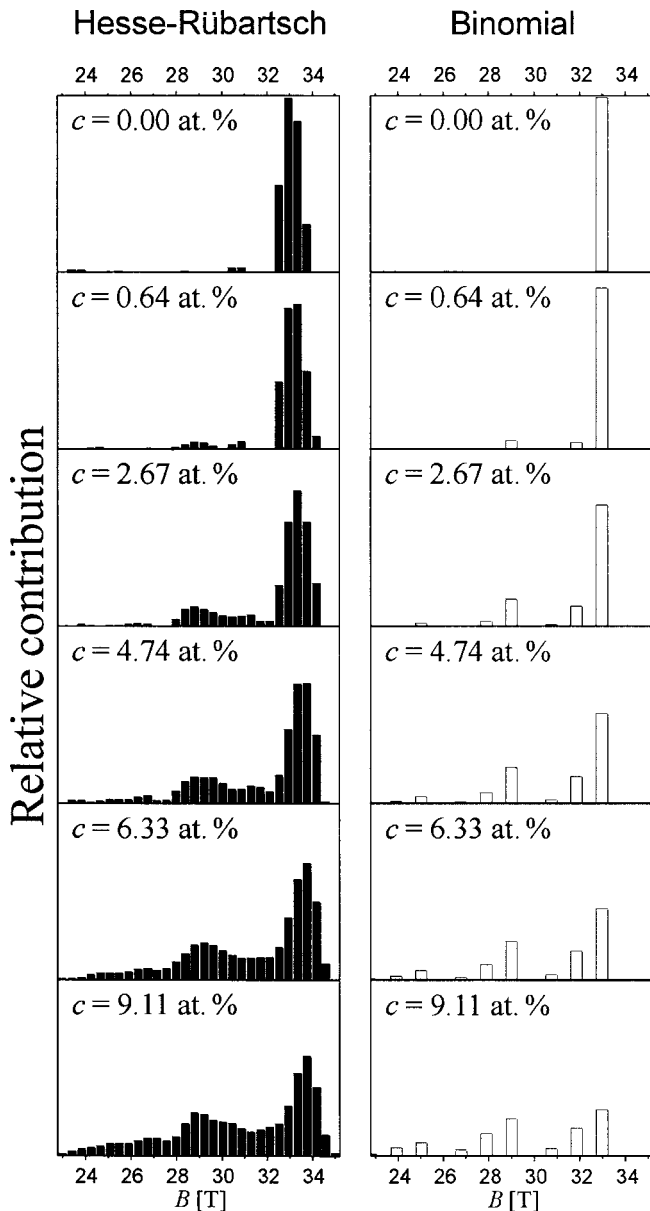 Hesse-Rübartsch
Binomial
24 26 28 30 32 34
24 26 28 30 32 34
c = 0.00 at. %
c = 0.00 at. %
c = 0.64 at. %
c = 0.64 at. %
c = 2.67 at. %
c = 2.67 at. %
c = 4.74 at. %
c = 4.74 at. %
c = 6.33 at. %
c = 6.33 at. %
c = 9.11 at. %
c = 9.11 at. %
Relative contribution
24 26 28 30 32 34
24 26 28 30 32 34
B [T]
B [T]